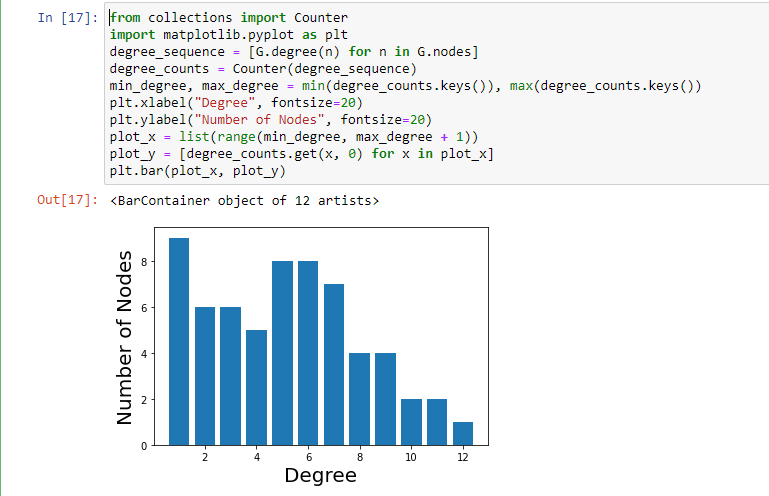 In [17]: from collections import Counter
import matplotlib.pyplot as plt
degree_sequence = [G.degree(n) for n in G.nodes]
degree_counts = Counter(degree_sequence)
min_degree, max_degree = min(degree_counts.keys()), max(degree_counts.keys())
plt.xlabel("Degree", fontsize=20)
plt.ylabel("Number of Nodes", fontsize=20)
plot_x = list(range(min_degree, max_degree + 1))
plot_y = [degree_counts.get(x, 0) for x in plot_x]
plt.bar(plot_x, plot_y)
Out[17]: <BarContainer object of 12 artists>
Number of Nodes
8
6
4
2
0
2 4 6 8 10 12
Degree